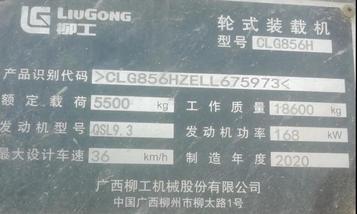 LIUGONG 轮式装载机
柳工 型号 CLG856H
产品识别代码 >CLG856HZELL675973<
额定载荷 5500 kg 工作质量 18600 kg
发动机型号 QSL9.3 发动机功率 168 kW
最大设计车速 36 km/h 制造年度 2020
广西柳工机械股份有限公司
中国广西柳州市柳太路1号